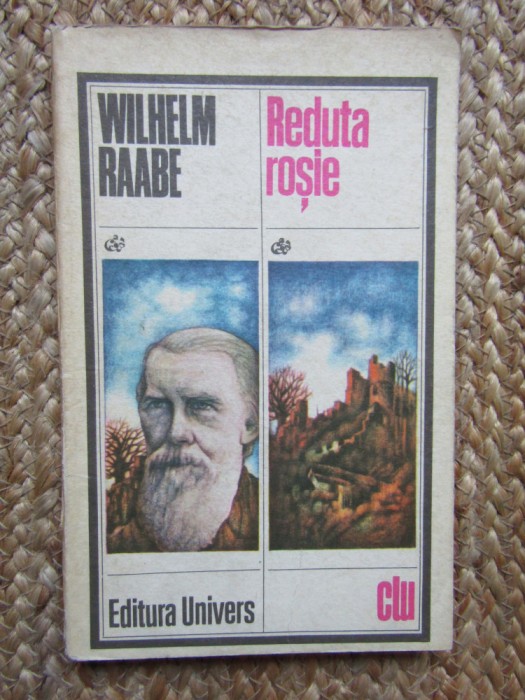 WILHELM
RAABE
Reduta
roșie
Editura Univers
clu